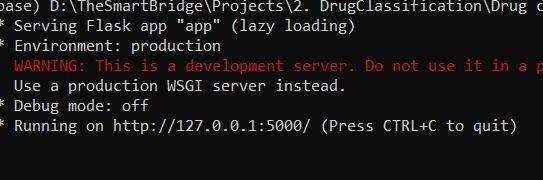 base) D:\TheSmartBridge\Projects\2. DrugClassification\Drug c
* Serving Flask app "app" (lazy loading)
* Environment: production
WARNING: This is a development server. Do not use it in a p
Use a production WSGI server instead.
* Debug mode: off
* Running on http://127.0.0.1:5000/ (Press CTRL+C to quit)